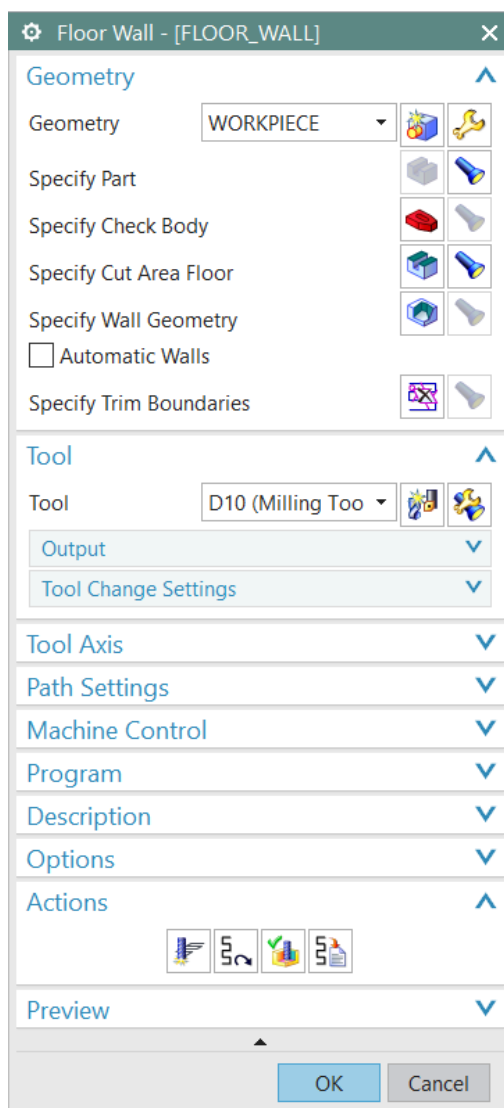 Floor Wall - [FLOOR_WALL]
Geometry
Geometry WORKPIECE
Specify Part
Specify Check Body
Specify Cut Area Floor
Specify Wall Geometry
Automatic Walls
Specify Trim Boundaries
Tool
Tool D10 (Milling Too
Output
Tool Change Settings
Tool Axis
Path Settings
Machine Control
Program
Description
Options
Actions
Preview
OK Cancel